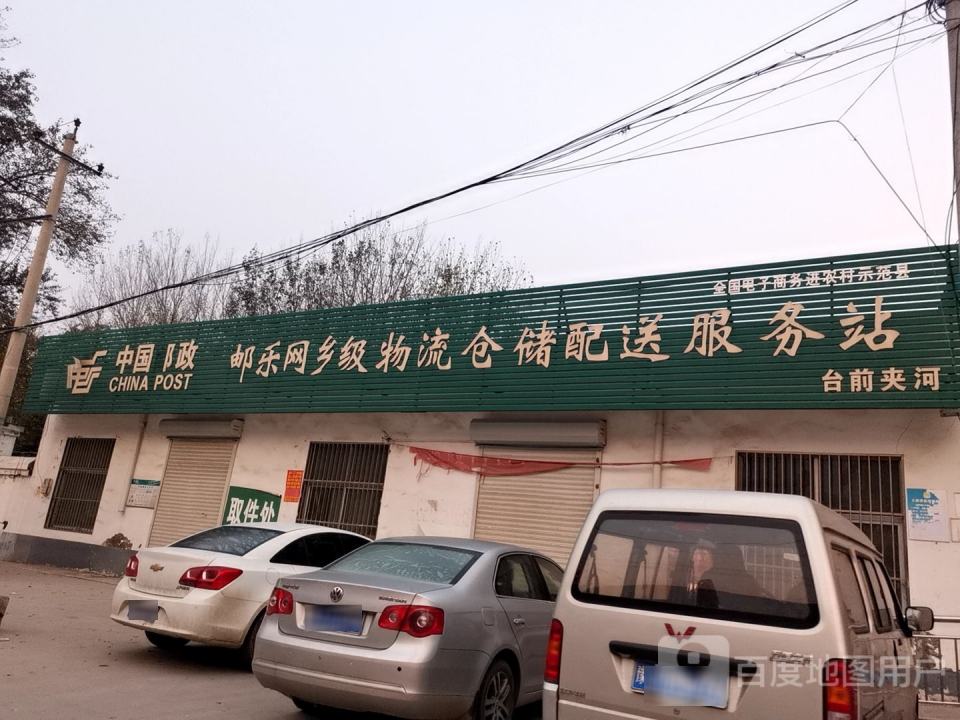 全国电子商务进农村示范县
中国阝政
CHINA POST
邮乐网乡级物流仓储配送服务站
台前夹河
取件处
百度地图用户